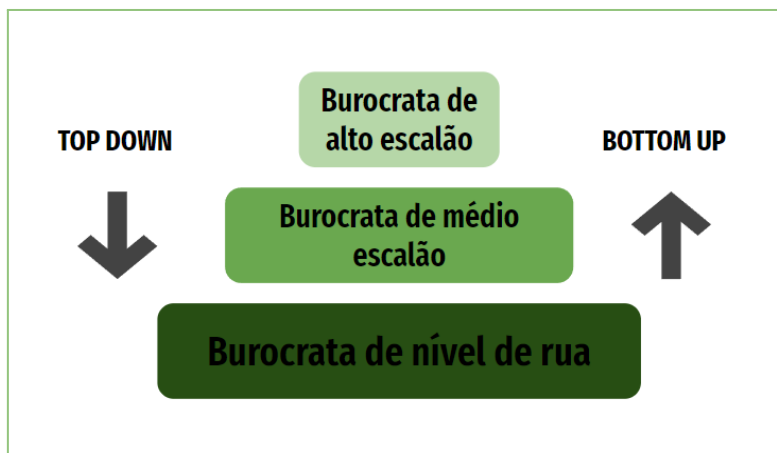 Burocrata de
alto escalão
TOP DOWN
BOTTOM UP
Burocrata de médio
escalão
Burocrata de nível de rua